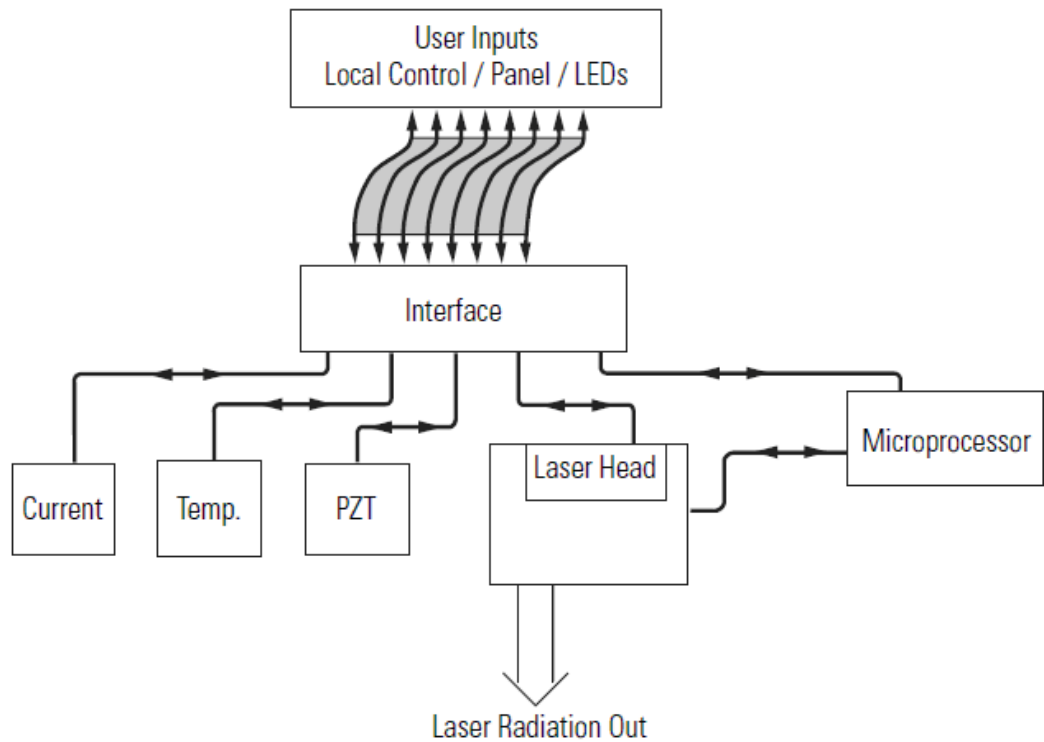 User Inputs
Local Control / Panel / LEDs
Interface
Microprocessor
Laser Head
Current
Temp.
PZT
Laser Radiation Out